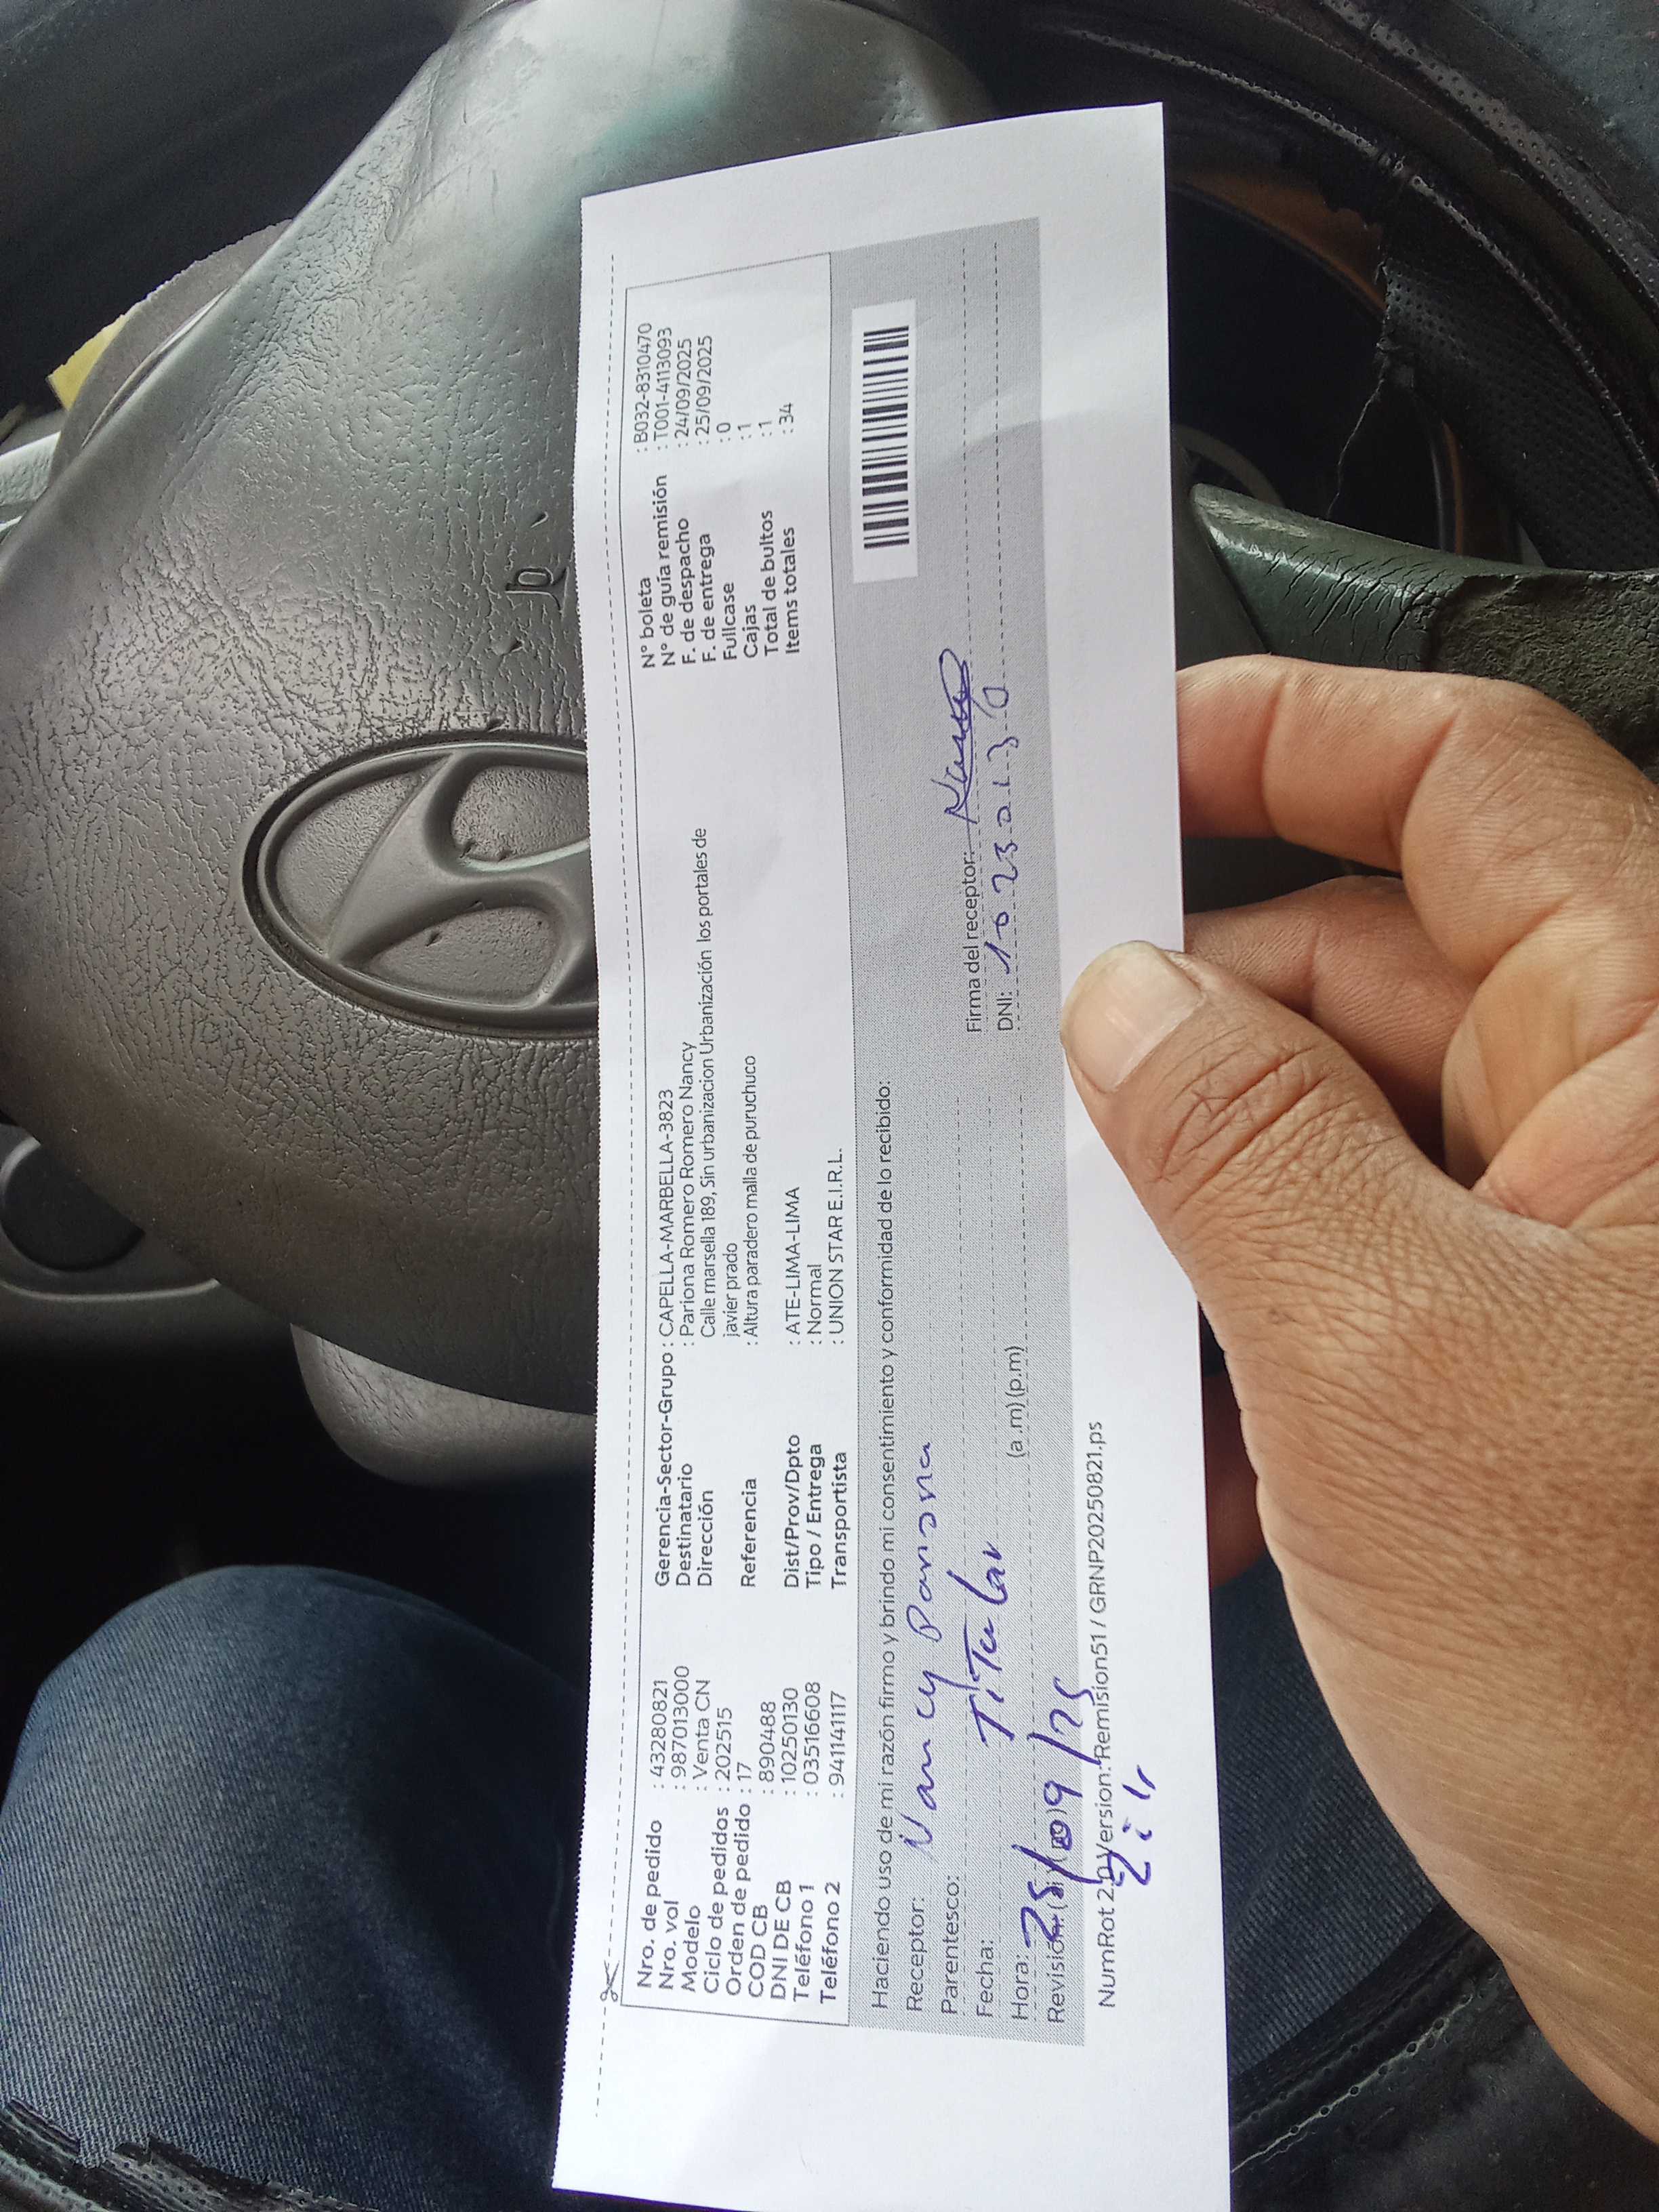 Nro. de pedido : 43280821
Nro. vol : 987013000
Modelo : Venta CN
Ciclo de pedidos : 202515
Orden de pedido : 17
COD CB : 890488
DNI DE CB : 10250130
Teléfono 1 : 03516608
Teléfono 2 : 941141117
Gerencia-Sector-Grupo : CAPELLA-MARBELLA-3823
Destinatario : Pariona Romero Romero Nancy
Dirección Calle marsella 189, Sin urbanizacion Urbanización los portales de
javier prado
Referencia : Altura paradero malla de puruchuco
Dist/Prov/Dpto : ATE-LIMA-LIMA
Tipo / Entrega : Normal
Transportista : UNION STAR E.I.R.L.
N° boleta : B032-8310470
N° de guía remisión : T001-4113093
F. de despacho : 24/09/2025
F. de entrega : 25/09/2025
Fullcase : 0
Cajas : 1
Total de bultos : 1
Items totales : 34
Haciendo uso de mi razón firmo y brindo mi consentimiento y conformidad de lo recibido:
Receptor: Nancy Pariona
Parentesco: Titular
Fecha: 25/09/25
Hora: (a.m) (p.m)
Firma del receptor:
DNI:
NumRot 2.0 Version: Remision51 / GRNP20250821.ps